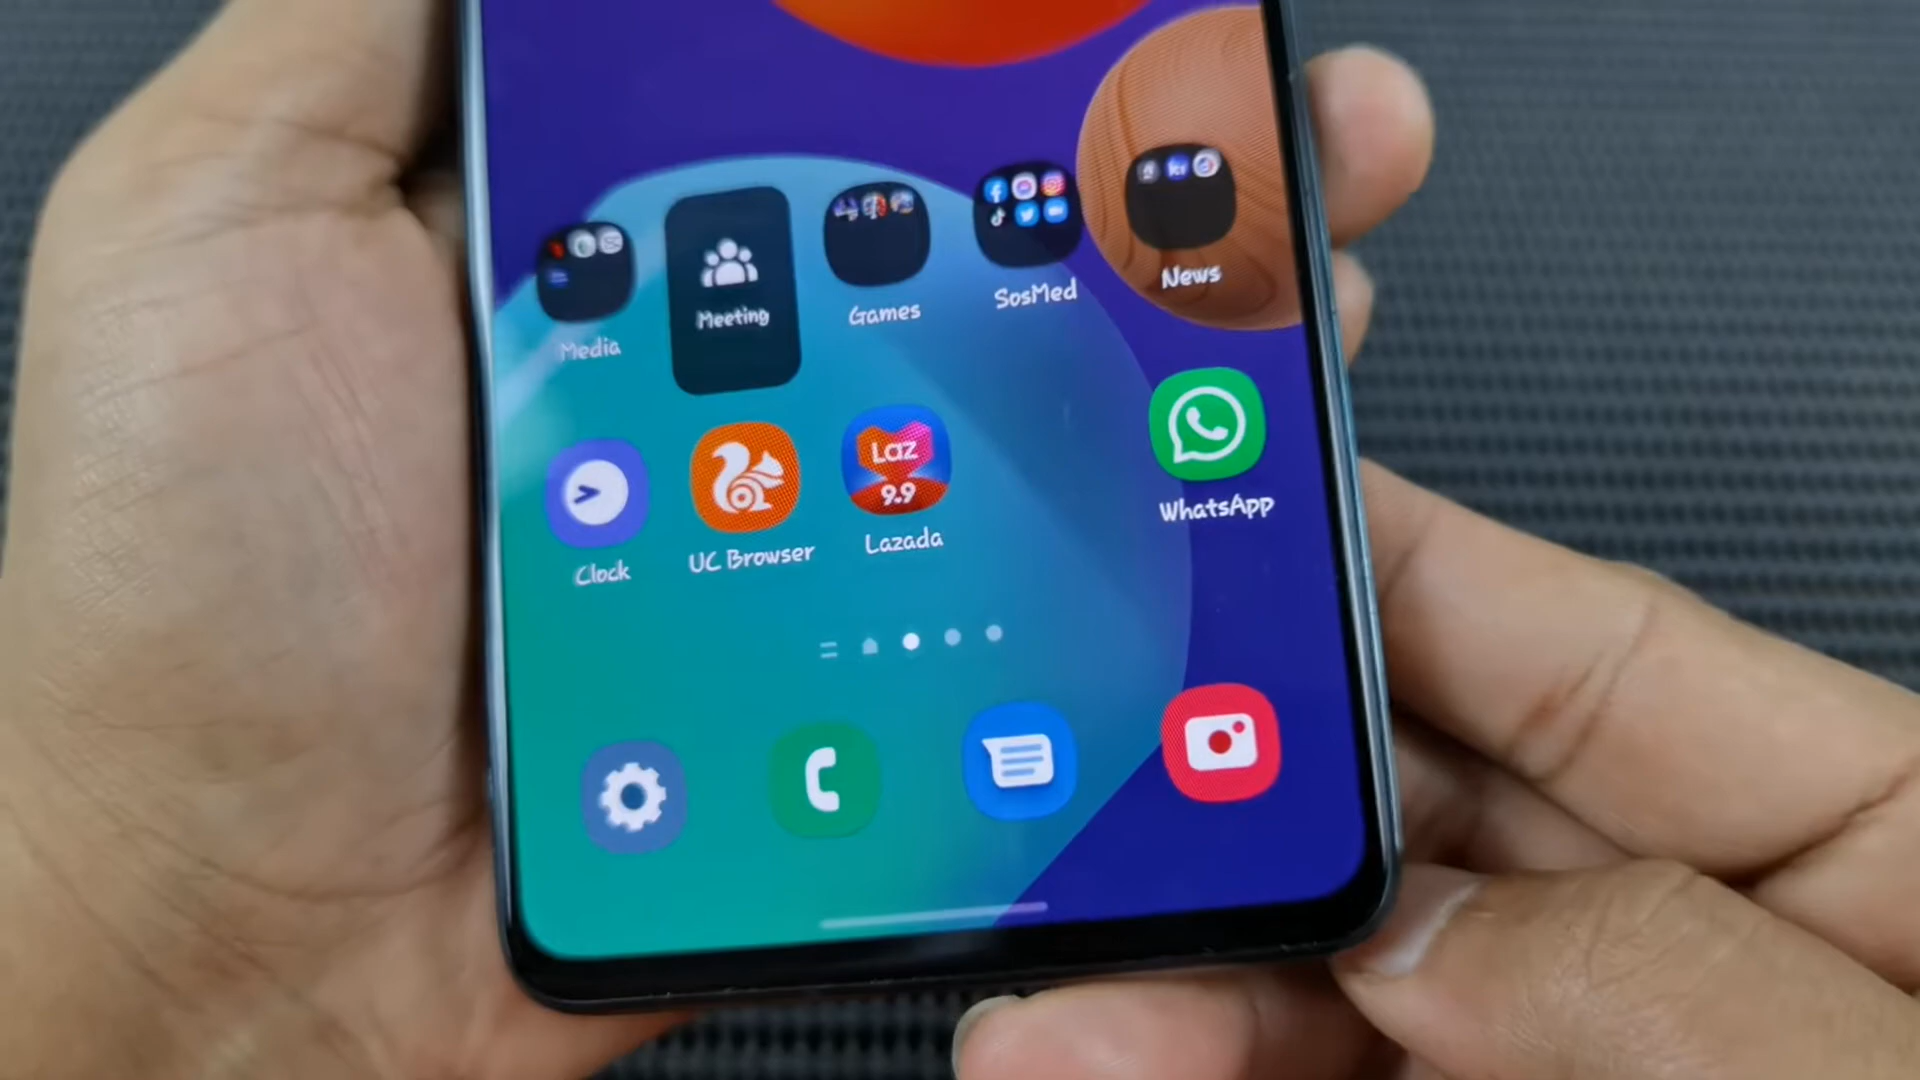 Media
Meeting
Games
SosMed
News
Laz
9.9
Clock
UC Browser
Lazada
WhatsApp